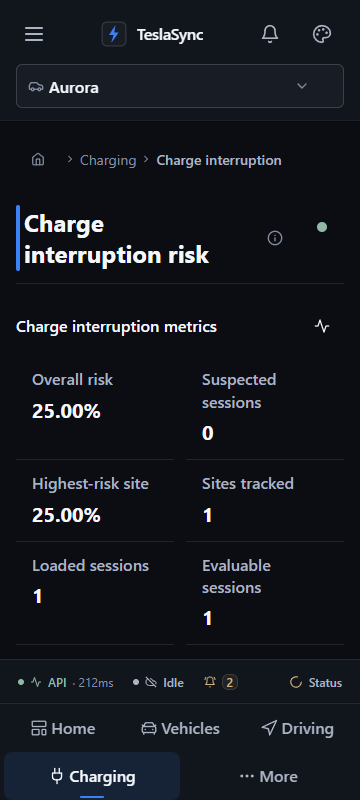 TeslaSync
Aurora
Charging
Charge interruption
Charge
interruption risk
Charge interruption metrics
Overall risk
25.00%
Suspected
sessions
0
Highest-risk site
25.00%
Sites tracked
1
Loaded sessions
1
Evaluable
sessions
1
API · 212ms
Idle
2
Status
Home
Vehicles
Driving
Charging
More